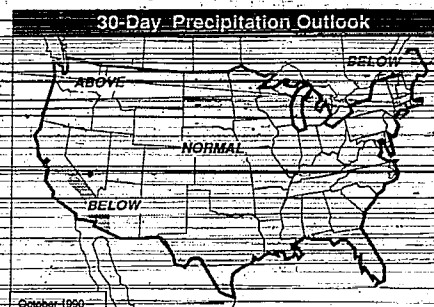 30-Day Precipitation Outlook
BELOW
ABOVE
NORMAL
BELOW
October 1990